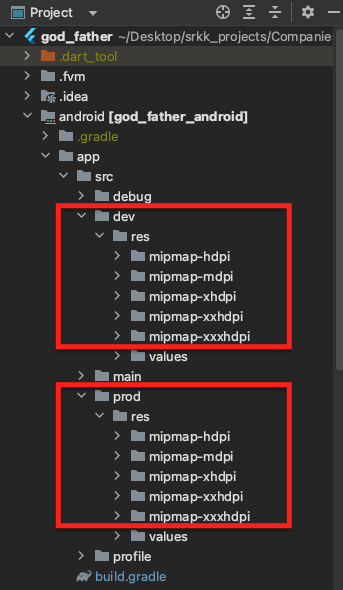 Project
god_father ~/Desktop/srkk_projects/Companie
.dart_tool
.fvm
.idea
android [god_father_android]
.gradle
app
src
debug
dev
res
mipmap-hdpi
mipmap-mdpi
mipmap-xhdpi
mipmap-xxhdpi
mipmap-xxxhdpi
values
main
prod
res
mipmap-hdpi
mipmap-mdpi
mipmap-xhdpi
mipmap-xxhdpi
mipmap-xxxhdpi
values
profile
build.gradle